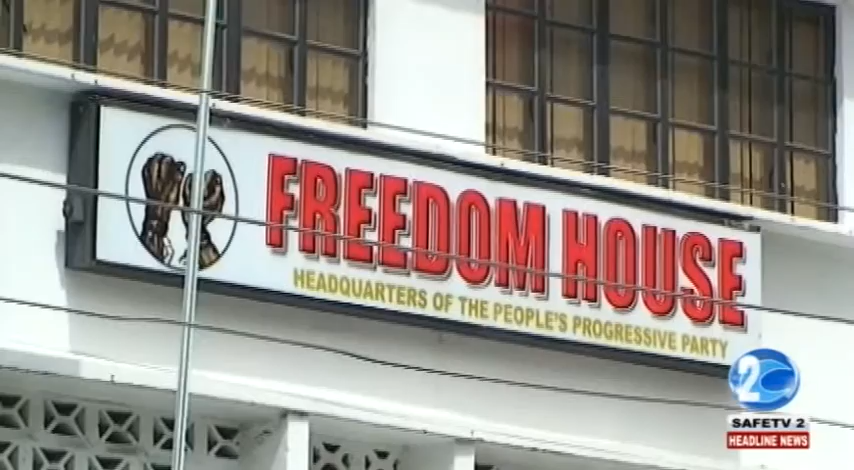 FREEDOM HOUSE
HEADQUARTERS OF THE PEOPLE'S PROGRESSIVE PARTY
2
SAFETV 2
HEADLINE NEWS